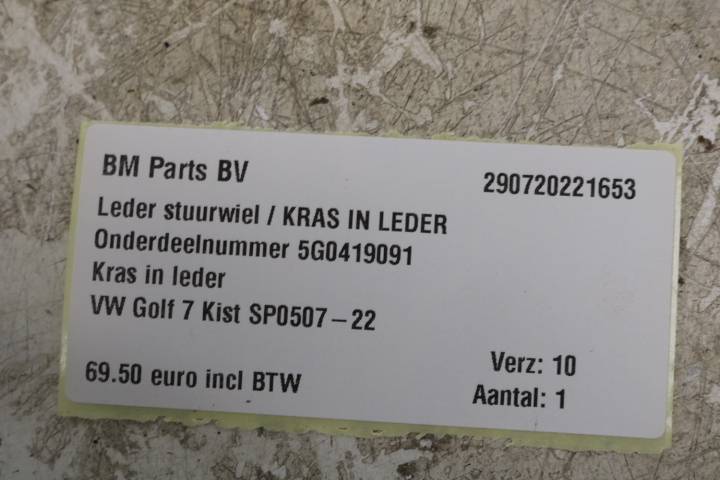 BM Parts BV
290720221653
Leder stuurwiel / KRAS IN LEDER
Onderdeelnummer 5G0419091
Kras in leder
VW Golf 7 Kist SP0507-22
Verz: 10
69.50 euro incl BTW
Aantal: 1